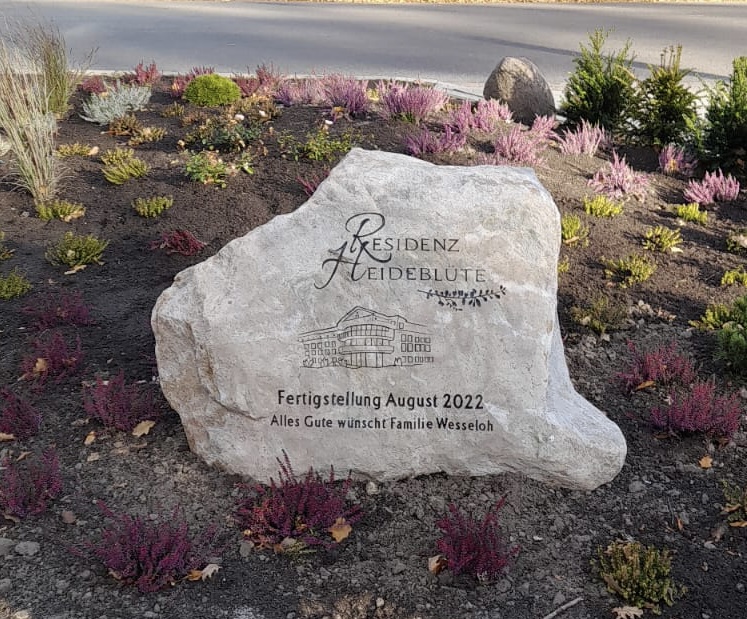 Residenz
Heideblüte
Fertigstellung August 2022
Alles Gute wünscht Familie Wesseloh